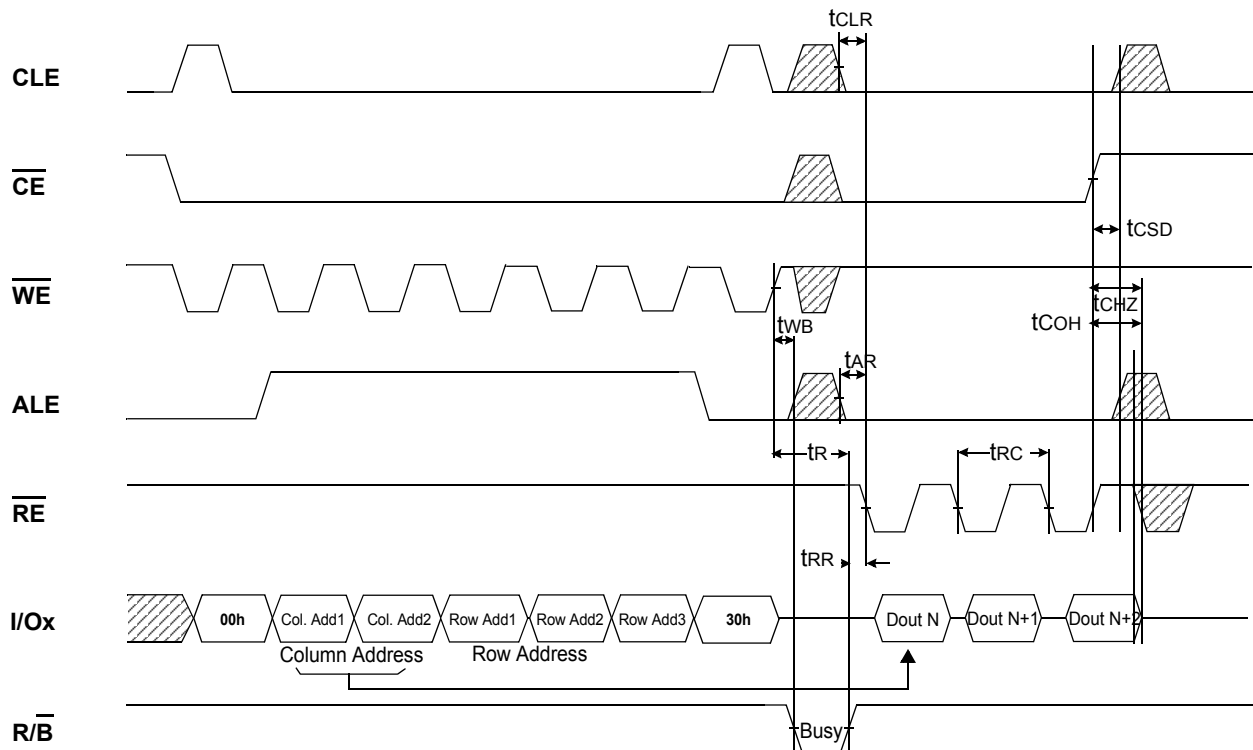 tCLR
CLE
CE
tCSD
WE
tCHZ
tWB
tCOH
tAR
ALE
tR
tRC
RE
tRR
I/Ox
00h
Col. Add1
Col. Add2
Row Add1
Row Add2
Row Add3
30h
Dout N
Dout N+1
Dout N+2
Column Address
Row Address
R/B
Busy